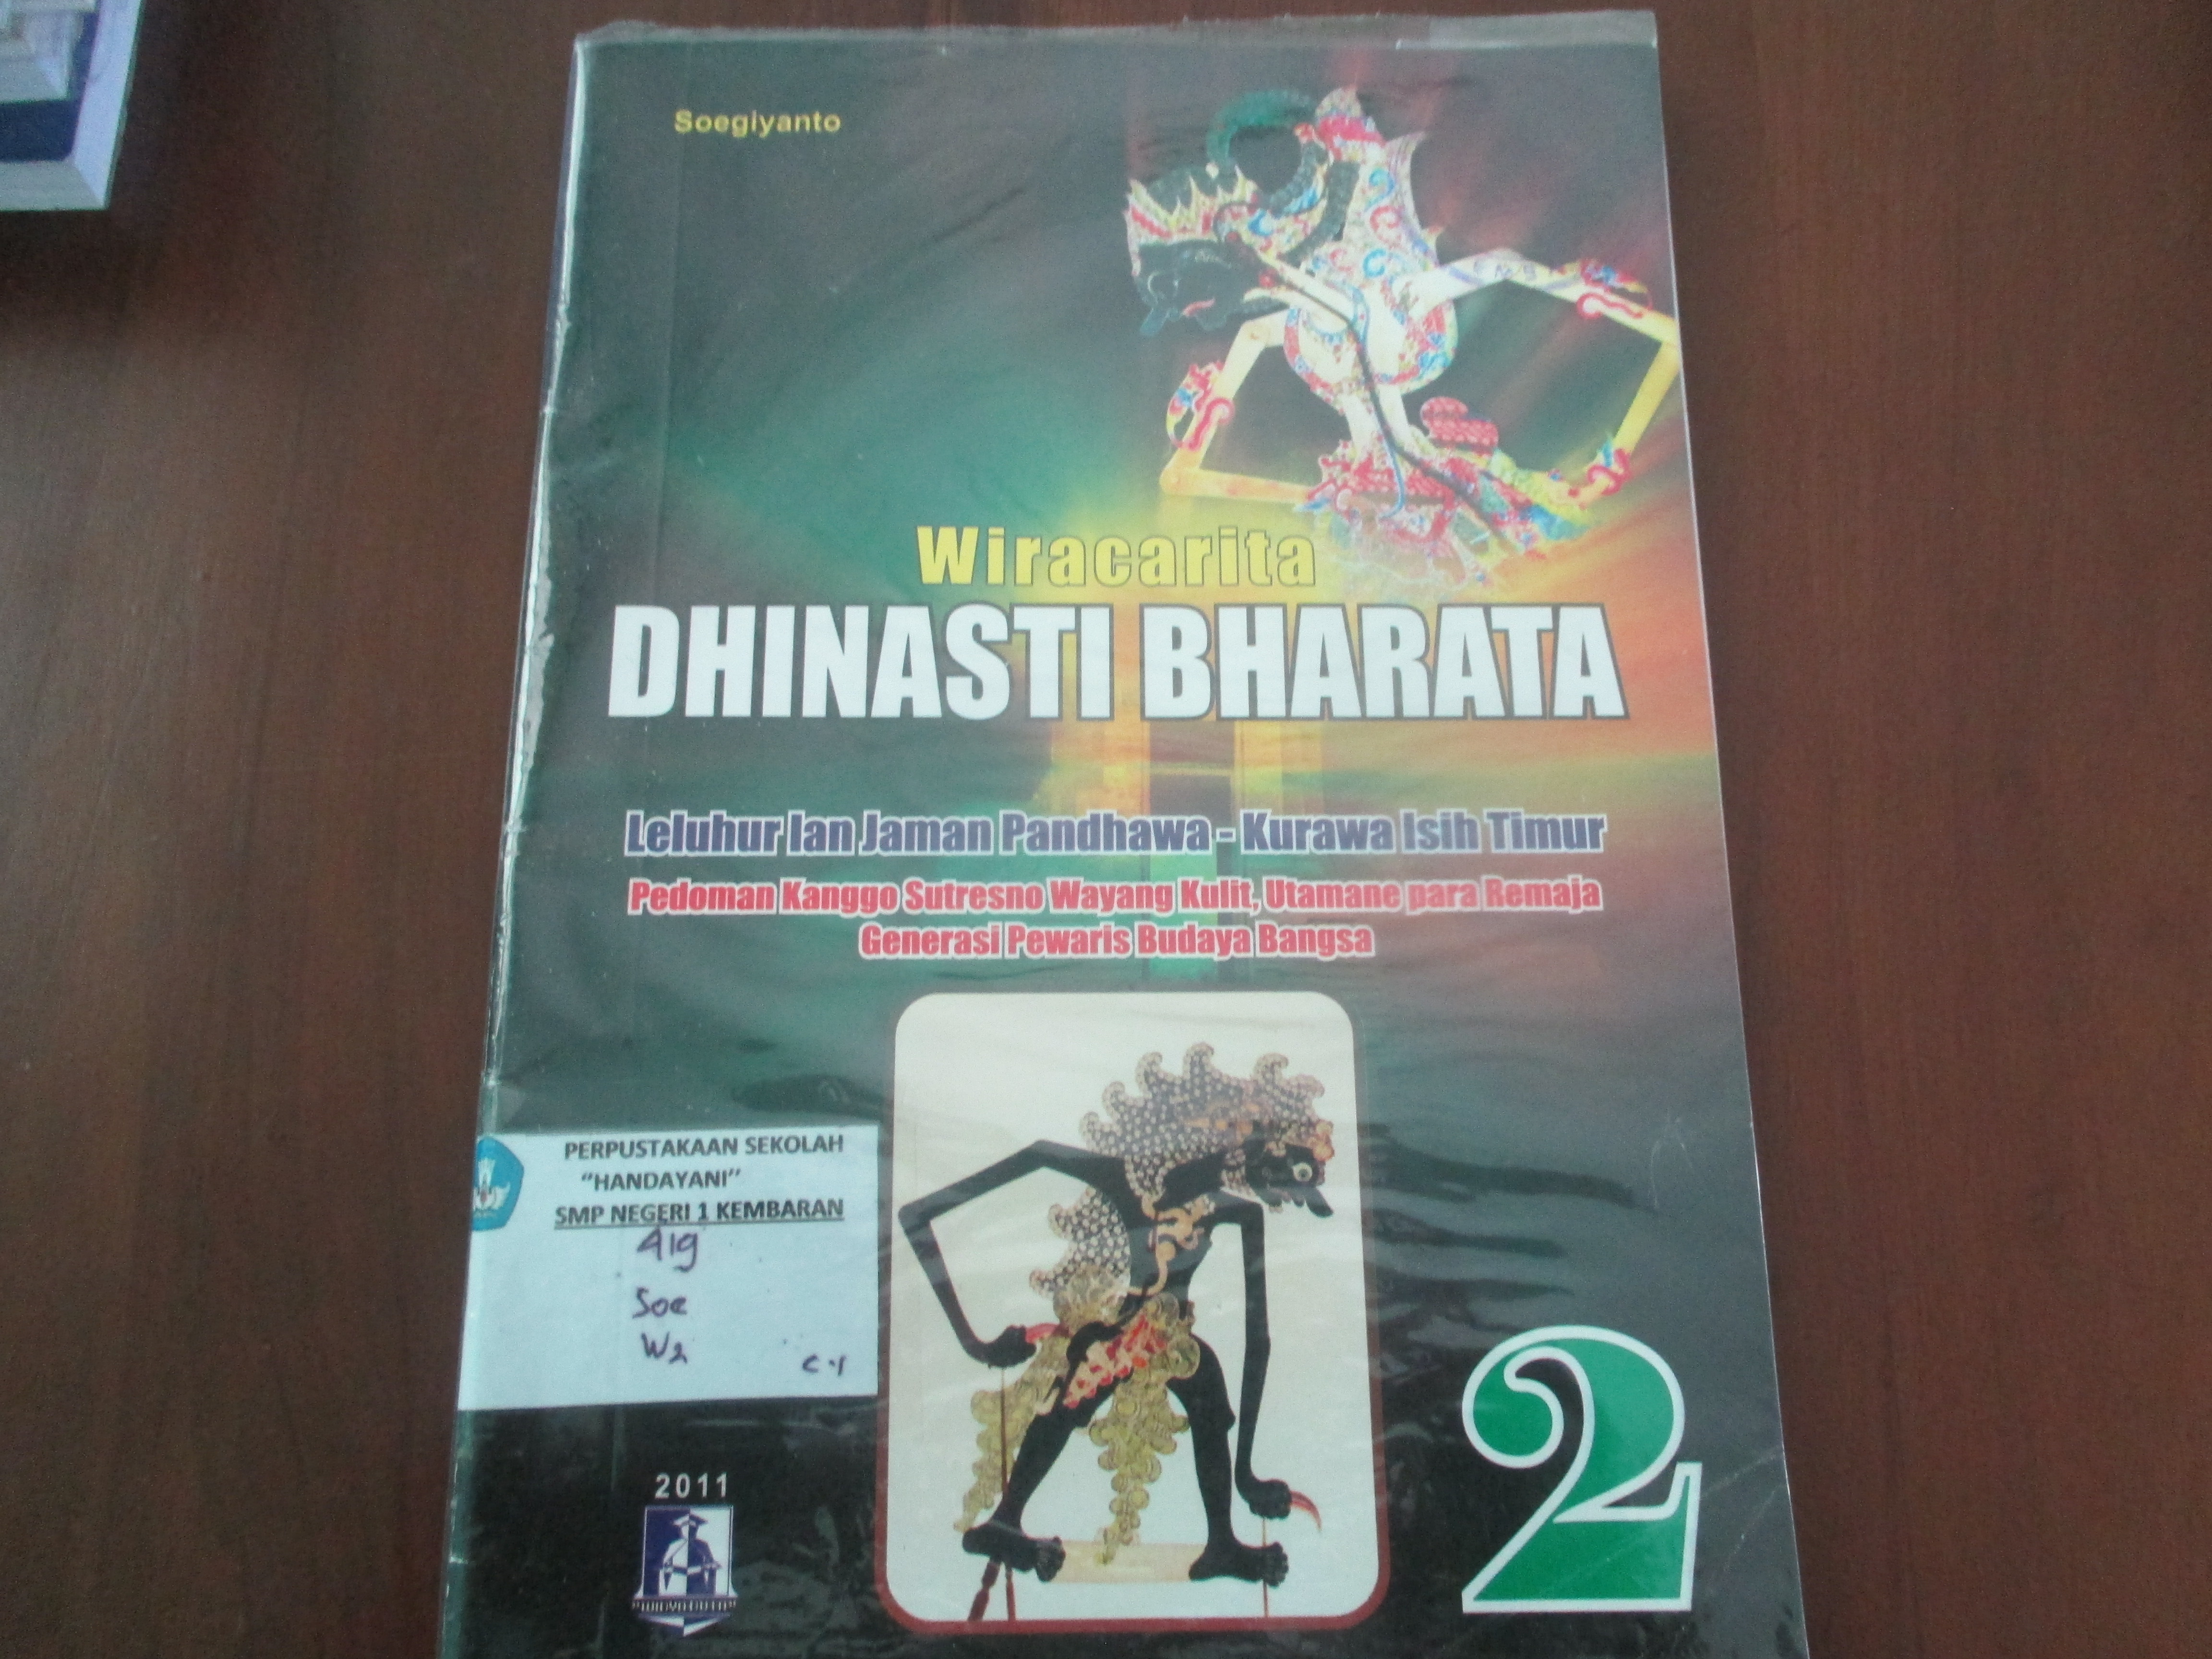 Soegiyanto
Wiracarita
DHINASTI BHARATA
Leluhur lan Jaman Pandhawa - Kurawa Isih Timur
Pedoman Kanggo Sutresno Wayang Kulit, Utamane para Remaja
Generasi Pewaris Budaya Bangsa
PERPUSTAKAAN SEKOLAH
"HANDAYANI"
SMP NEGERI 1 KEMBARAN
419
Soe
W2
C.1
2011
2